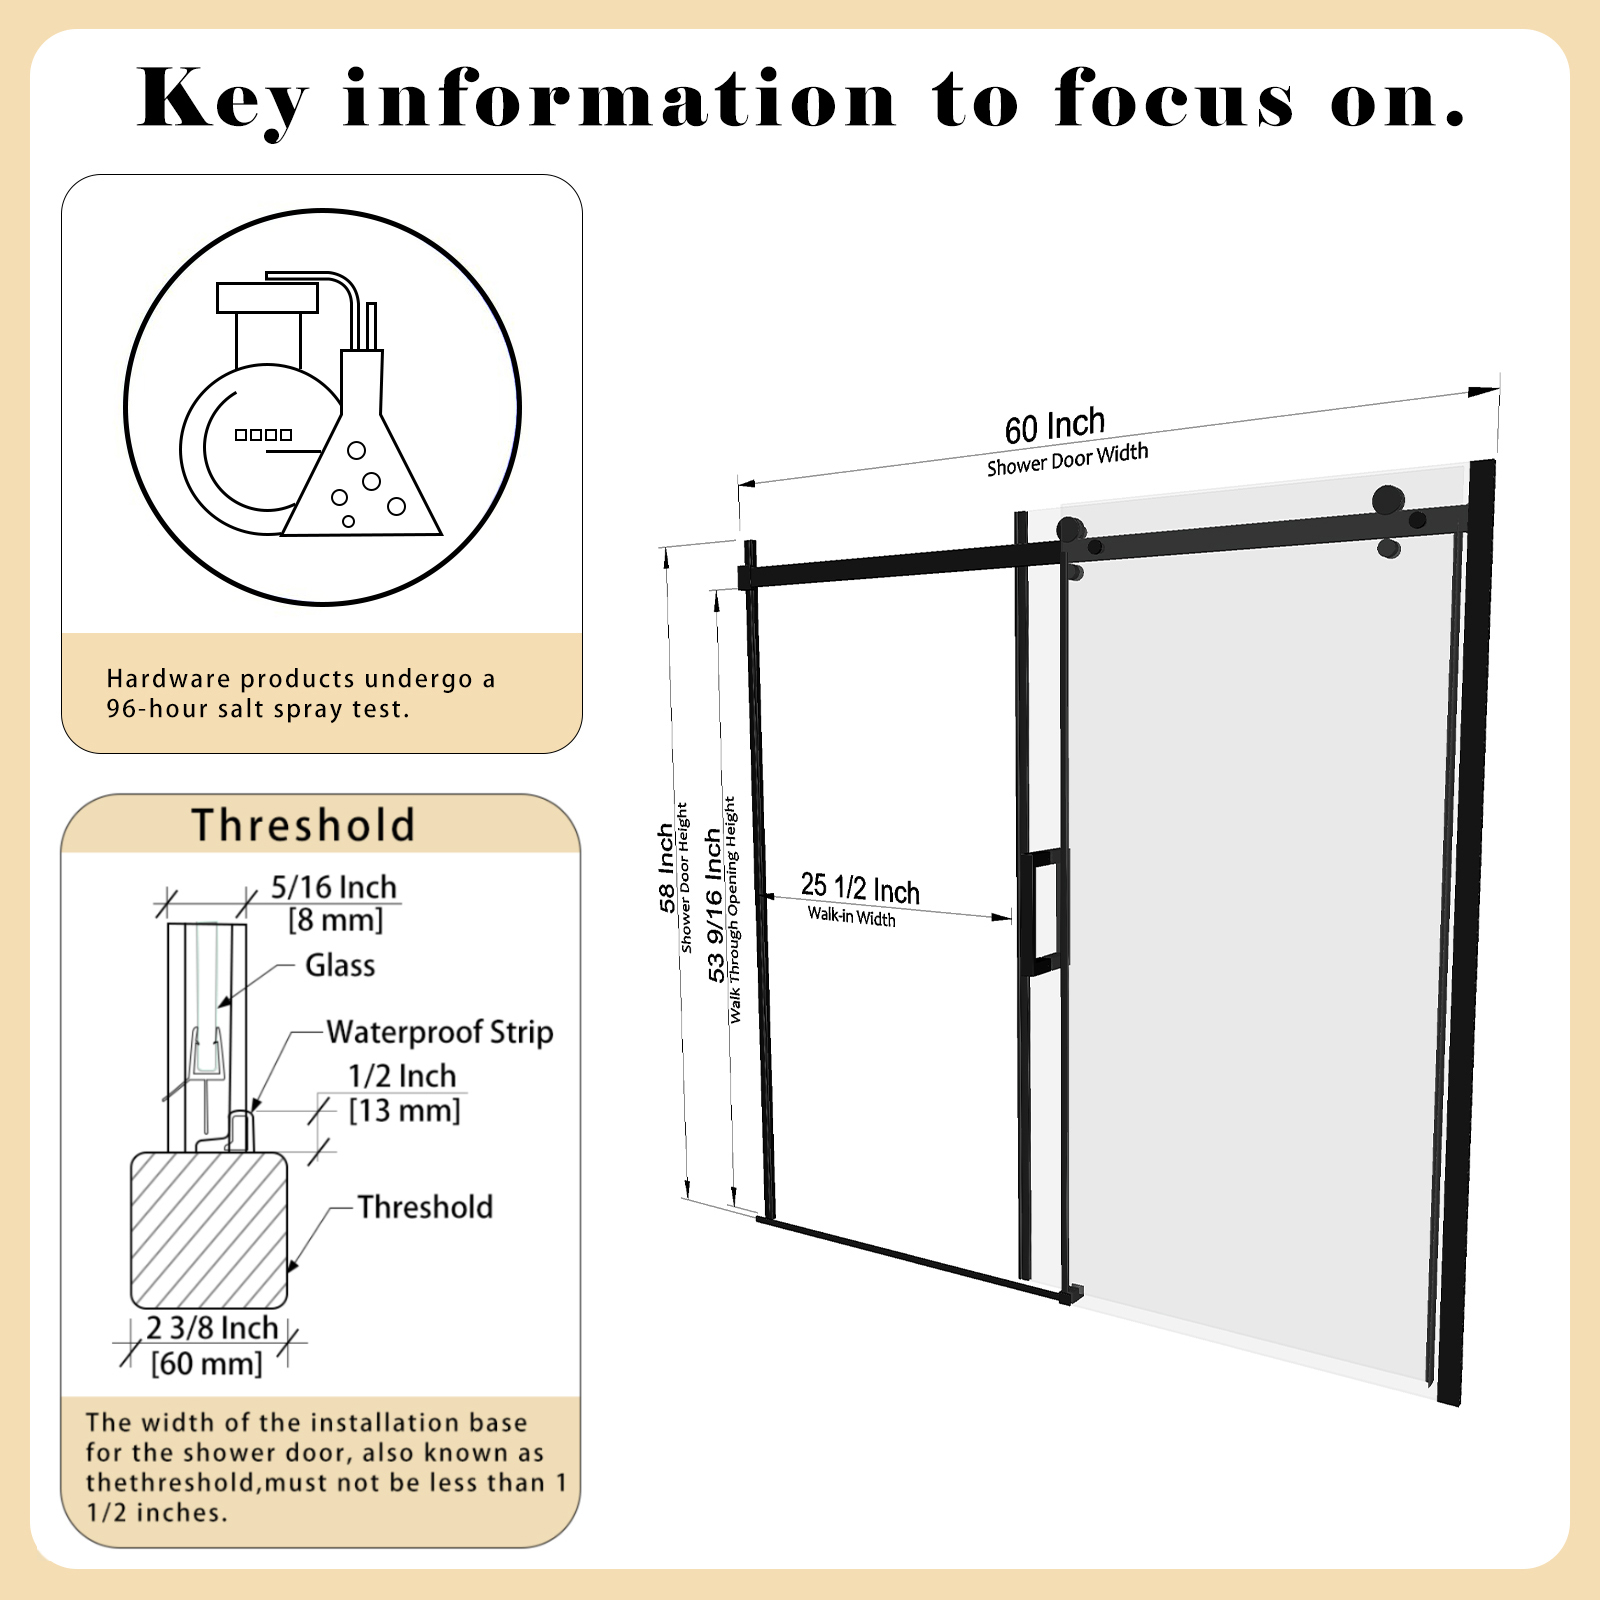 Key information to focus on.
Hardware products undergo a
96-hour salt spray test.
Threshold
5/16 Inch
[8 mm]
Glass
Waterproof Strip
1/2 Inch
[13 mm]
Threshold
2 3/8 Inch
[60 mm]
The width of the installation base
for the shower door, also known as
thethreshold,must not be less than 1
1/2 inches.
60 Inch
Shower Door Width
58 Inch
Shower Door Height
53 9/16 Inch
Walk Through Opening Height
25 1/2 Inch
Walk-in Width